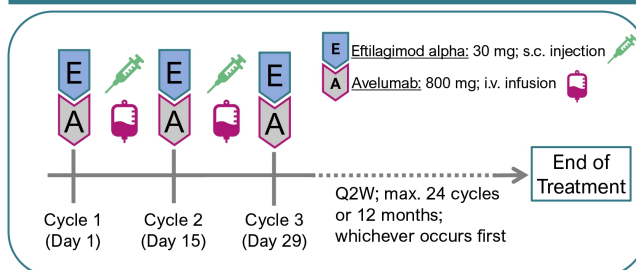 E E E
A A A
E Eftilagimod alpha: 30 mg; s.c. injection
A Avelumab: 800 mg; i.v. infusion
Cycle 1
(Day 1)
Cycle 2
(Day 15)
Cycle 3
(Day 29)
Q2W; max. 24 cycles
or 12 months;
whichever occurs first
End of
Treatment